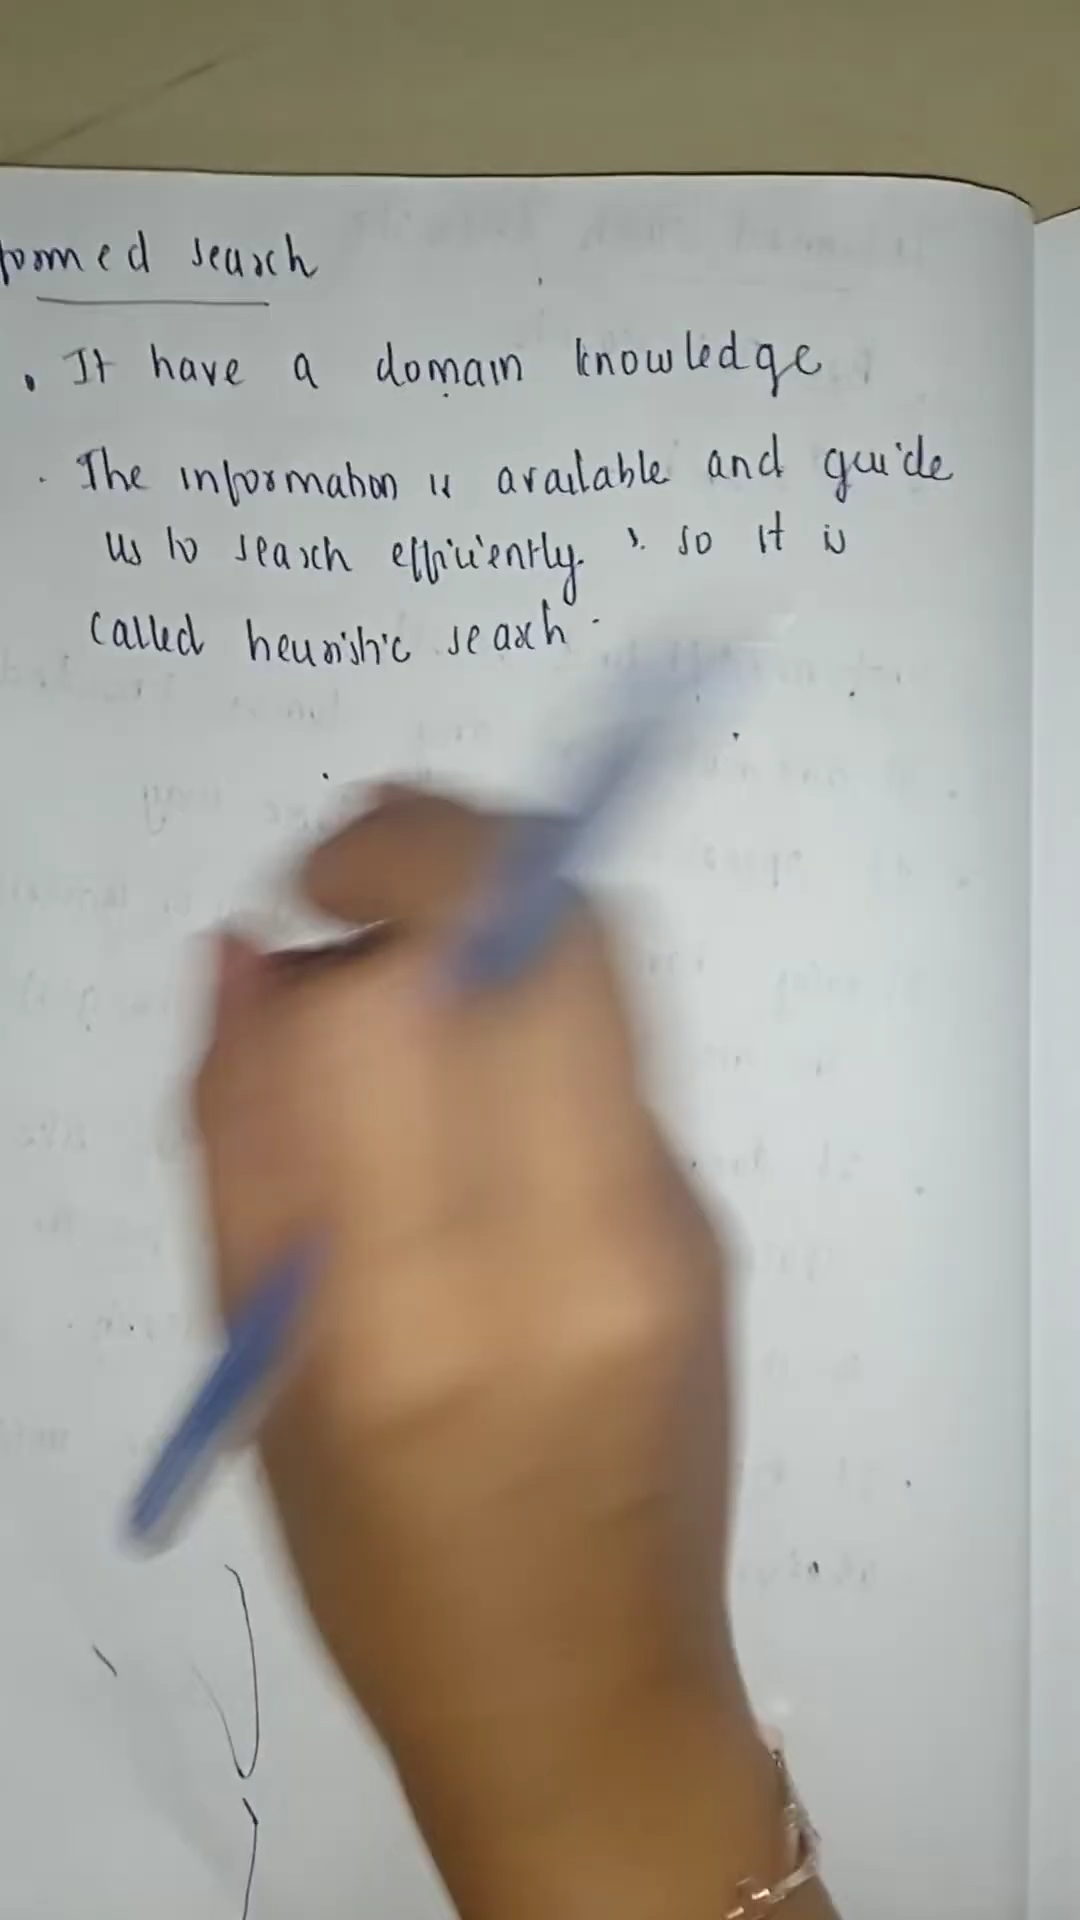 formed search
. It have a domain knowledge
. The information is available and guide
us to search efficiently. so it is
called heuristic search.